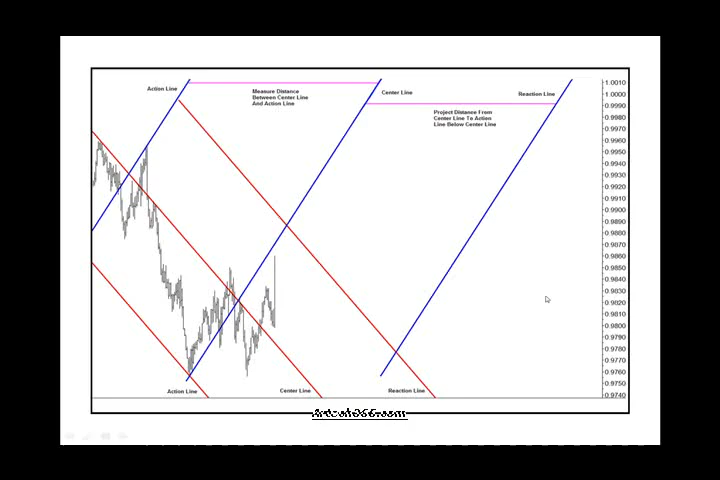 Action Line
Measure Distance
Between Center Line
And Action Line
Center Line
Reaction Line
Project Distance From
Center Line To Action
Line Below Center Line
1.0010
1.0000
0.9990
0.9980
0.9970
0.9960
0.9950
0.9940
0.9930
0.9920
0.9910
0.9900
0.9890
0.9880
0.9870
0.9860
0.9850
0.9840
0.9830
0.9820
0.9810
0.9800
0.9790
0.9780
0.9770
0.9760
0.9750
0.9740
Action Line
Center Line
Reaction Line